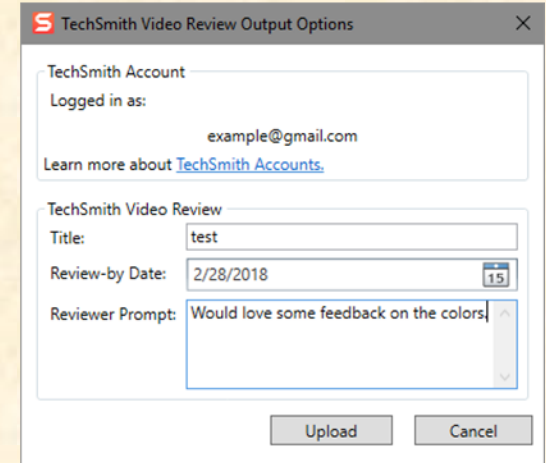 TechSmith Video Review Output Options
TechSmith Account
Logged in as:
example@gmail.com
Learn more about TechSmith Accounts.
TechSmith Video Review
Title: test
Review-by Date: 2/28/2018 15
Reviewer Prompt: Would love some feedback on the colors.
Upload Cancel